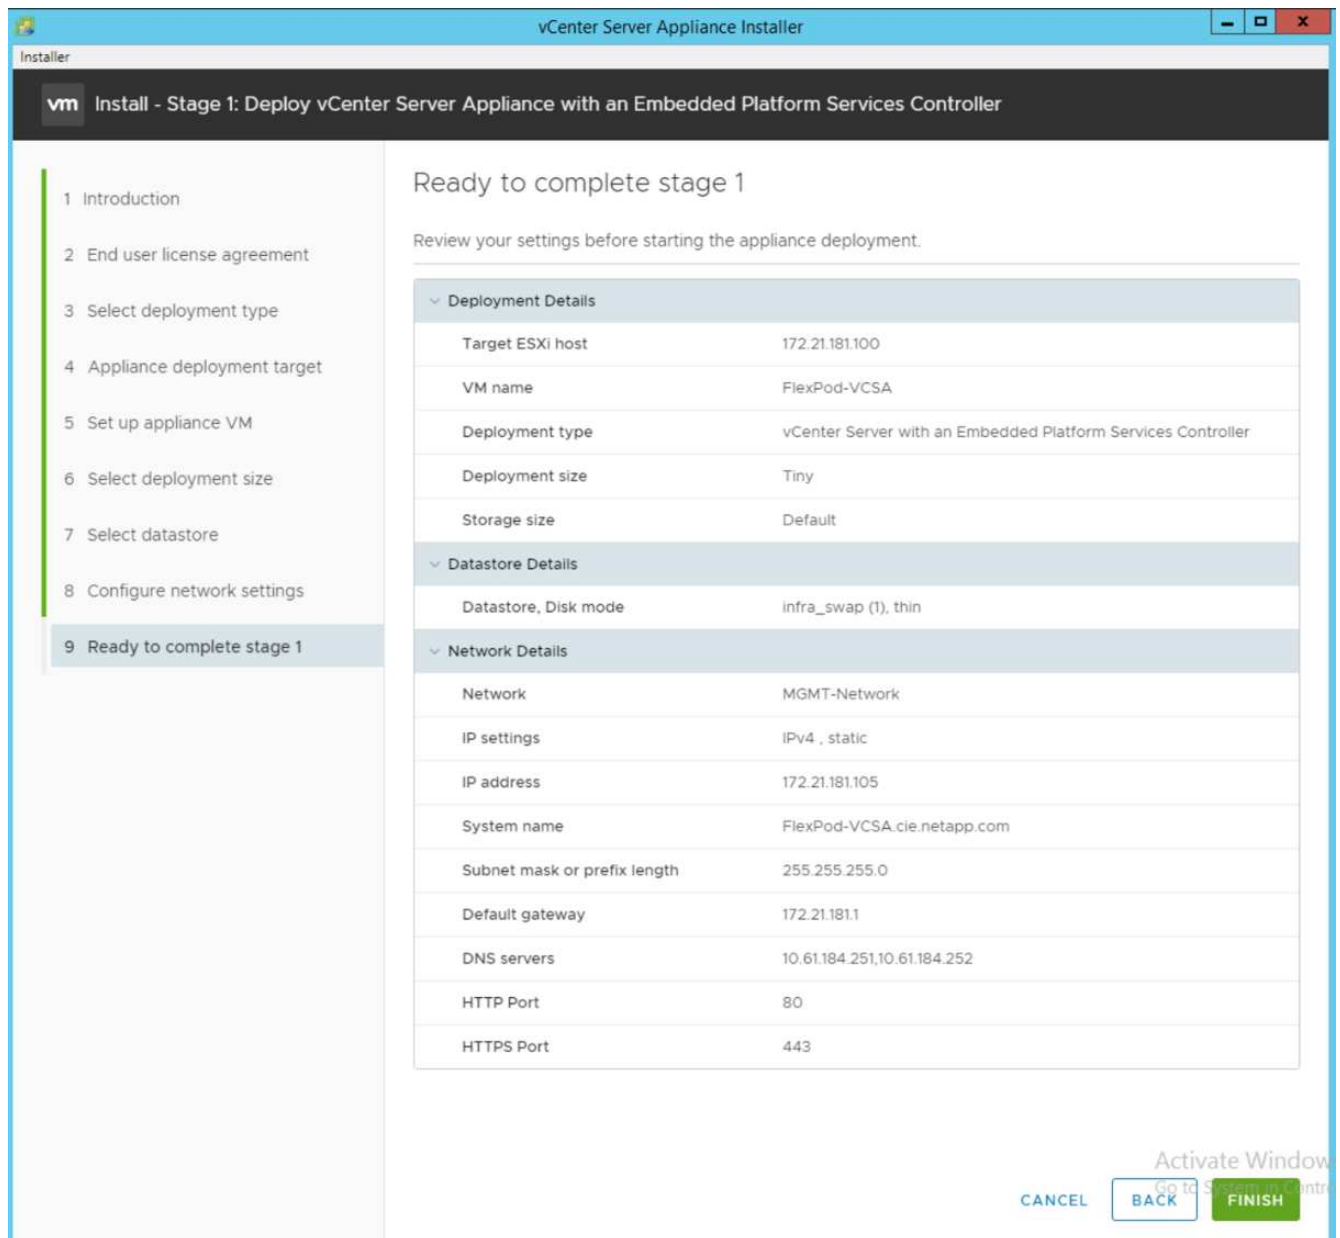 vCenter Server Appliance Installer
Installer
vm Install - Stage 1: Deploy vCenter Server Appliance with an Embedded Platform Services Controller
1 Introduction
2 End user license agreement
3 Select deployment type
4 Appliance deployment target
5 Set up appliance VM
6 Select deployment size
7 Select datastore
8 Configure network settings
9 Ready to complete stage 1
Ready to complete stage 1
Review your settings before starting the appliance deployment.
Deployment Details
Target ESXi host 172.21.181.100
VM name FlexPod-VCSA
Deployment type vCenter Server with an Embedded Platform Services Controller
Deployment size Tiny
Storage size Default
Datastore Details
Datastore, Disk mode infra_swap (1), thin
Network Details
Network MGMT-Network
IP settings IPv4 , static
IP address 172.21.181.105
System name FlexPod-VCSA.cie.netapp.com
Subnet mask or prefix length 255.255.255.0
Default gateway 172.21.181.1
DNS servers 10.61.184.251,10.61.184.252
HTTP Port 80
HTTPS Port 443
Activate Window
Go to System in Contr
CANCEL BACK FINISH